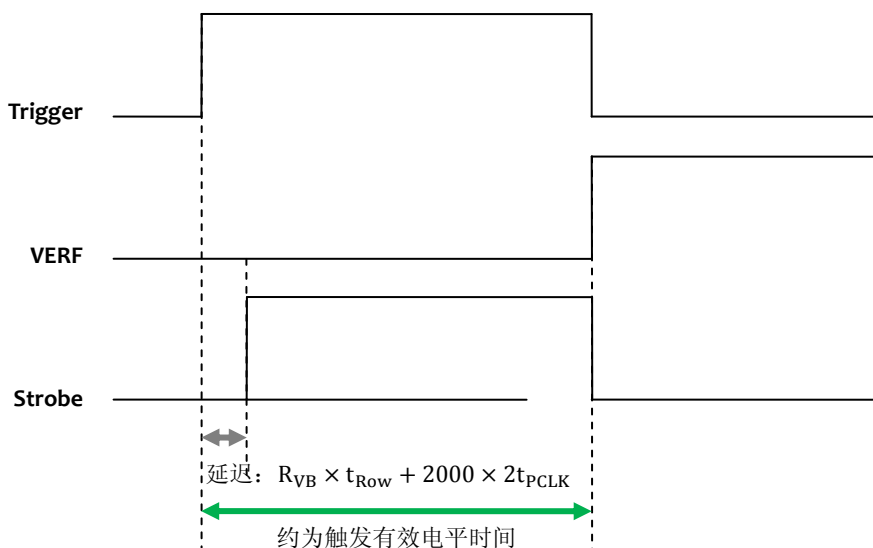 Trigger
VERF
Strobe
延迟：R_VB × t_Row + 2000 × 2t_PCLK
约为触发有效电平时间